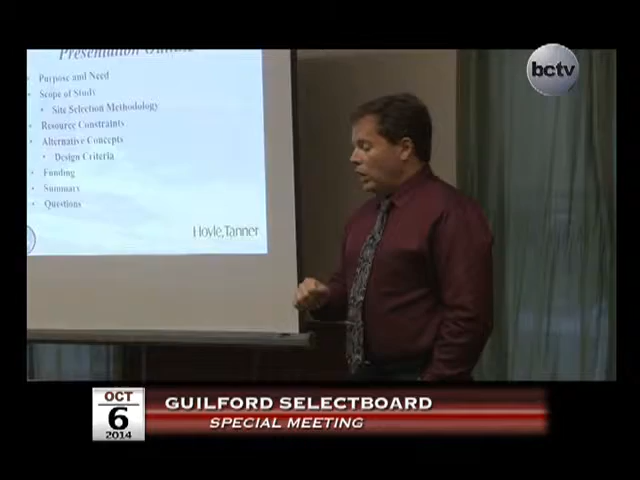 Presentation Outline
bctv
Purpose and Need
Scope of Study
• Site Selection Methodology
Resource Constraints
Alternative Concepts
• Design Criteria
Funding
Summary
Questions
Hoyle, Tanner
OCT
6
2014
GUILFORD SELECTBOARD
SPECIAL MEETING